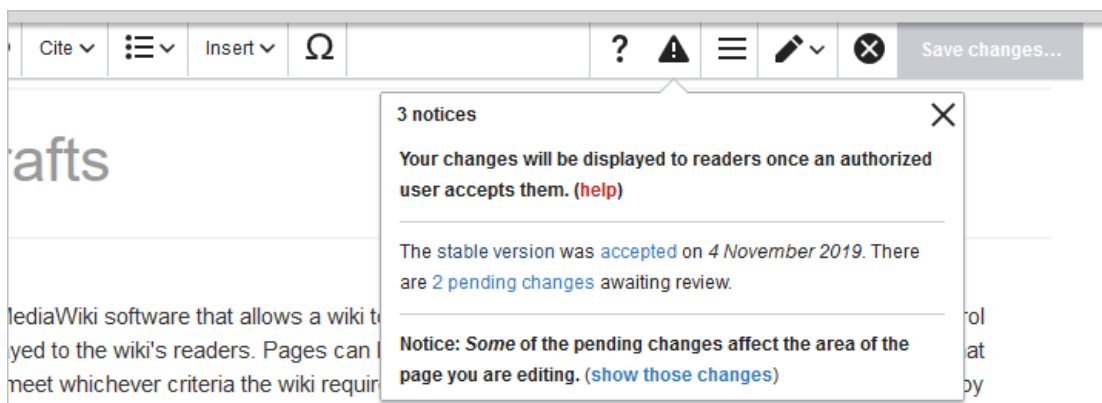 Cite Insert Ω ? Save changes...
3 notices
Your changes will be displayed to readers once an authorized
user accepts them. (help)
The stable version was accepted on 4 November 2019. There
are 2 pending changes awaiting review.
Notice: Some of the pending changes affect the area of the
page you are editing. (show those changes)
rafts
MediaWiki software that allows a wiki
yed to the wiki's readers. Pages can
meet whichever criteria the wiki
rol
at
by